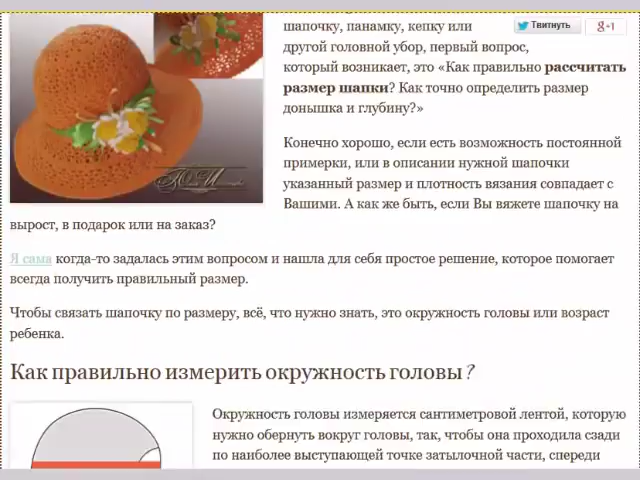 шапочку, панамку, кепку или
Твитнуть
+1
другой головной убор, первый вопрос,
который возникает, это «Как правильно рассчитать
размер шапки? Как точно определить размер
донышка и глубину?»
Конечно хорошо, если есть возможность постоянной
примерки, или в описании нужной шапочки
указанный размер и плотность вязания совпадает с
Вашими. А как же быть, если Вы вяжете шапочку на
вырост, в подарок или на заказ?
Я сама когда-то задалась этим вопросом и нашла для себя простое решение, которое помогает
всегда получить правильный размер.
Чтобы связать шапочку по размеру, всё, что нужно знать, это окружность головы или возраст
ребенка.
Как правильно измерить окружность головы?
Окружность головы измеряется сантиметровой лентой, которую
нужно обернуть вокруг головы, так, чтобы она проходила сзади
по наиболее выступающей точке затылочной части, спереди